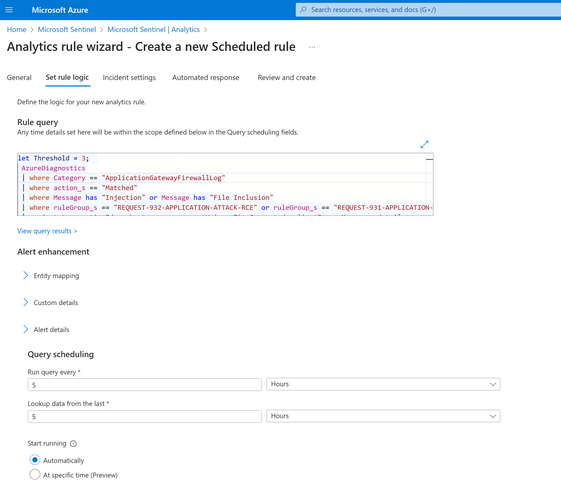 Microsoft Azure
Search resources, services, and docs (G+/)
Home > Microsoft Sentinel > Microsoft Sentinel | Analytics >
Analytics rule wizard - Create a new Scheduled rule ...
General Set rule logic Incident settings Automated response Review and create
Define the logic for your new analytics rule.
Rule query
Any time details set here will be within the scope defined below in the Query scheduling fields.
let Threshold = 3;
AzureDiagnostics
| where Category == "ApplicationGatewayFirewallLog"
| where action_s == "Matched"
| where Message has "Injection" or Message has "File Inclusion"
| where ruleGroup_s == "REQUEST-932-APPLICATION-ATTACK-RCE" or ruleGroup_s == "REQUEST-931-APPLICATION-
View query results >
Alert enhancement
Entity mapping
Custom details
Alert details
Query scheduling
Run query every *
5 Hours
Lookup data from the last *
5 Hours
Start running
Automatically
At specific time (Preview)